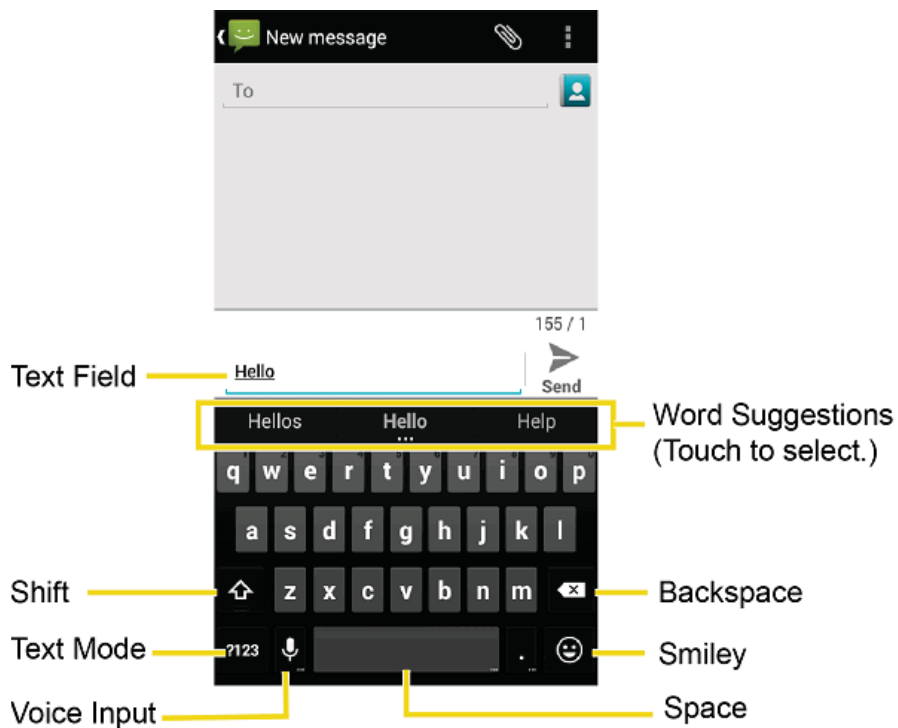 New message
To
155 / 1
Text Field
Hello
Send
Hellos Hello Help
Word Suggestions
(Touch to select.)
q w e r t y u i o p
a s d f g h j k l
Shift
z x c v b n m
Backspace
Text Mode
?123
.
Smiley
Voice Input
Space